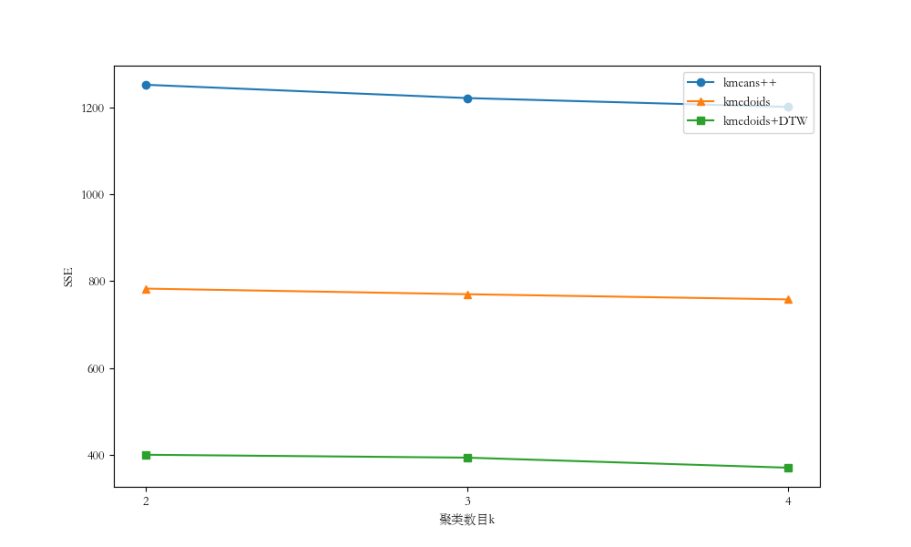 kmeans++
kmedoids
kmedoids+DTW
1200
1000
800
600
400
SSE
2 3 4
聚类数目k